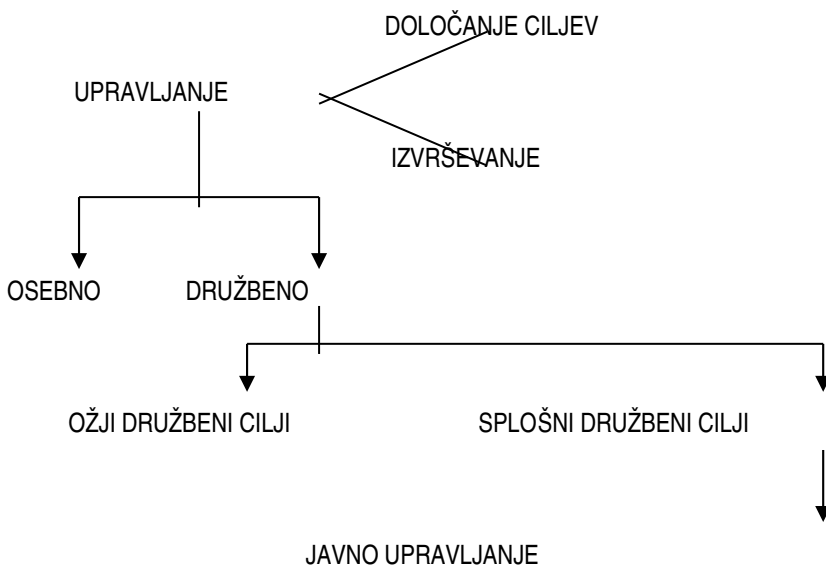 DOLOČANJE CILJEV
UPRAVLJANJE
IZVRŠEVANJE
OSEBNO DRUŽBENO
OŽJI DRUŽBENI CILJI SPLOŠNI DRUŽBENI CILJI
JAVNO UPRAVLJANJE